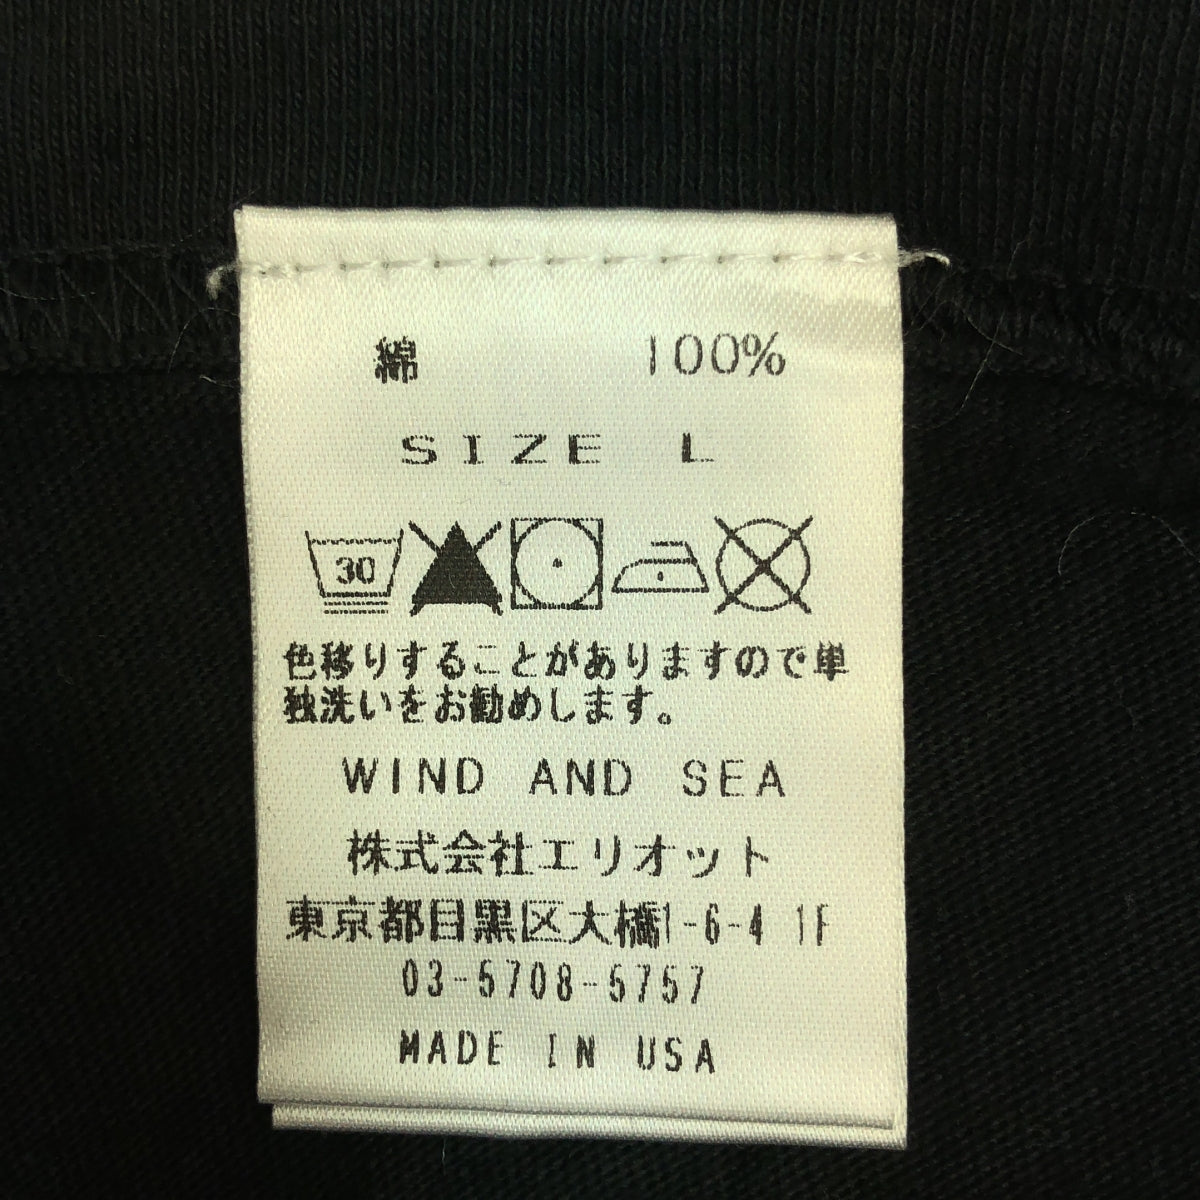 綿 100%
SIZE L
30
色移りすることがありますので単
独洗いをお勧めします。
WIND AND SEA
株式会社エリオット
東京都目黒区大橋1-6-4 1F
03-5708-5757
MADE IN USA